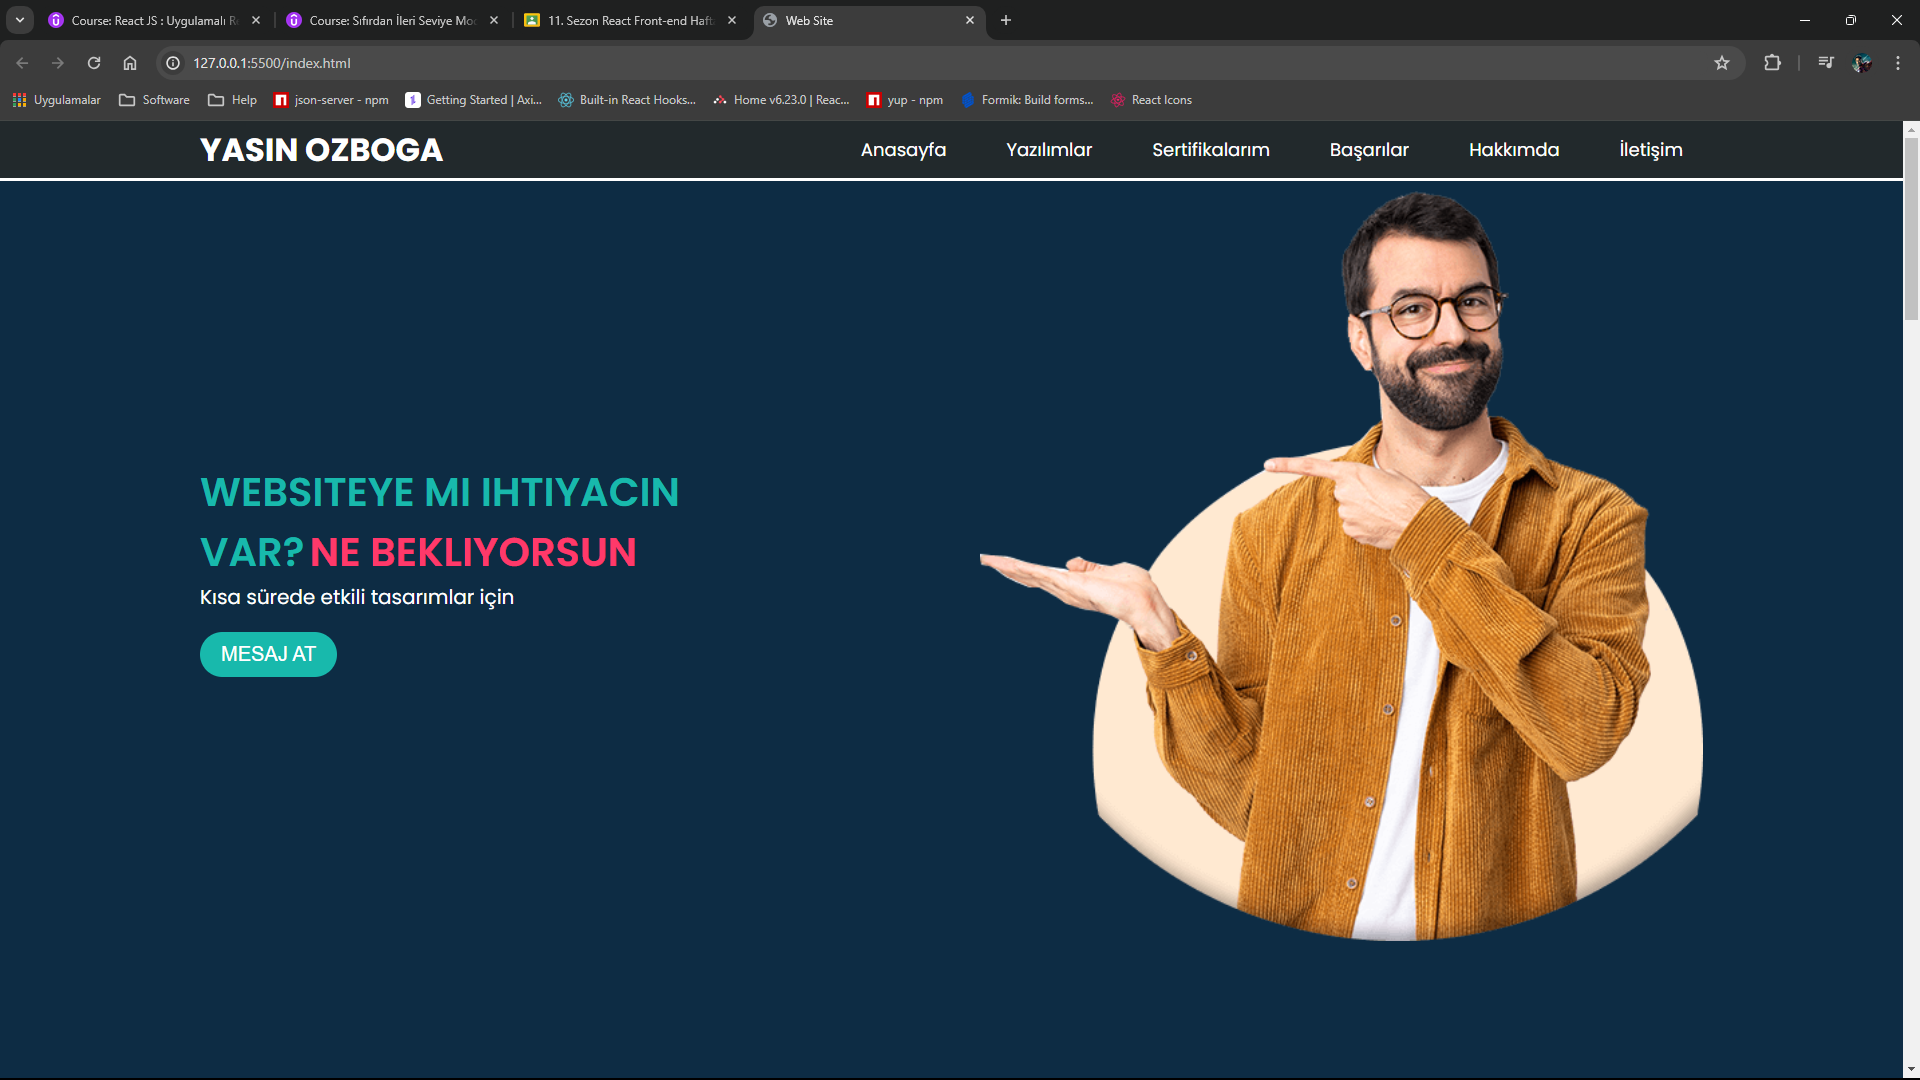 Course: React JS : Uygulamalı Re
Course: Sıfırdan İleri Seviye Mod
11. Sezon React Front-end Hafta
Web Site
127.0.0.1:5500/index.html
Uygulamalar
Software
Help
json-server - npm
Getting Started | Axi...
Built-in React Hooks...
Home v6.23.0 | Reac...
yup - npm
Formik: Build forms...
React Icons
YASIN OZBOGA
Anasayfa
Yazılımlar
Sertifikalarım
Başarılar
Hakkımda
İletişim
WEBSITEYE MI IHTIYACIN
VAR? NE BEKLIYORSUN
Kısa sürede etkili tasarımlar için
MESAJ AT